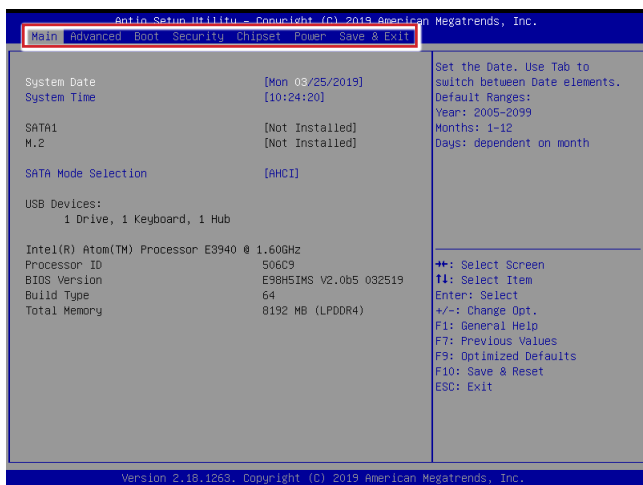 Aptio Setup Utility – Copyright (C) 2019 American Megatrends, Inc.
Main Advanced Boot Security Chipset Power Save & Exit
System Date [Mon 03/25/2019]
System Time [10:24:20]
SATA1 [Not Installed]
M.2 [Not Installed]
SATA Mode Selection [AHCI]
USB Devices:
1 Drive, 1 Keyboard, 1 Hub
Intel(R) Atom(TM) Processor E3940 @ 1.60GHz
Processor ID 506C9
BIOS Version E98H5IMS V2.0b5 032519
Build Type 64
Total Memory 8192 MB (LPDDR4)
Set the Date. Use Tab to
switch between Date elements.
Default Ranges:
Year: 2005-2099
Months: 1-12
Days: dependent on month
→←: Select Screen
↑↓: Select Item
Enter: Select
+/-: Change Opt.
F1: General Help
F7: Previous Values
F9: Optimized Defaults
F10: Save & Reset
ESC: Exit
Version 2.18.1263. Copyright (C) 2019 American Megatrends, Inc.